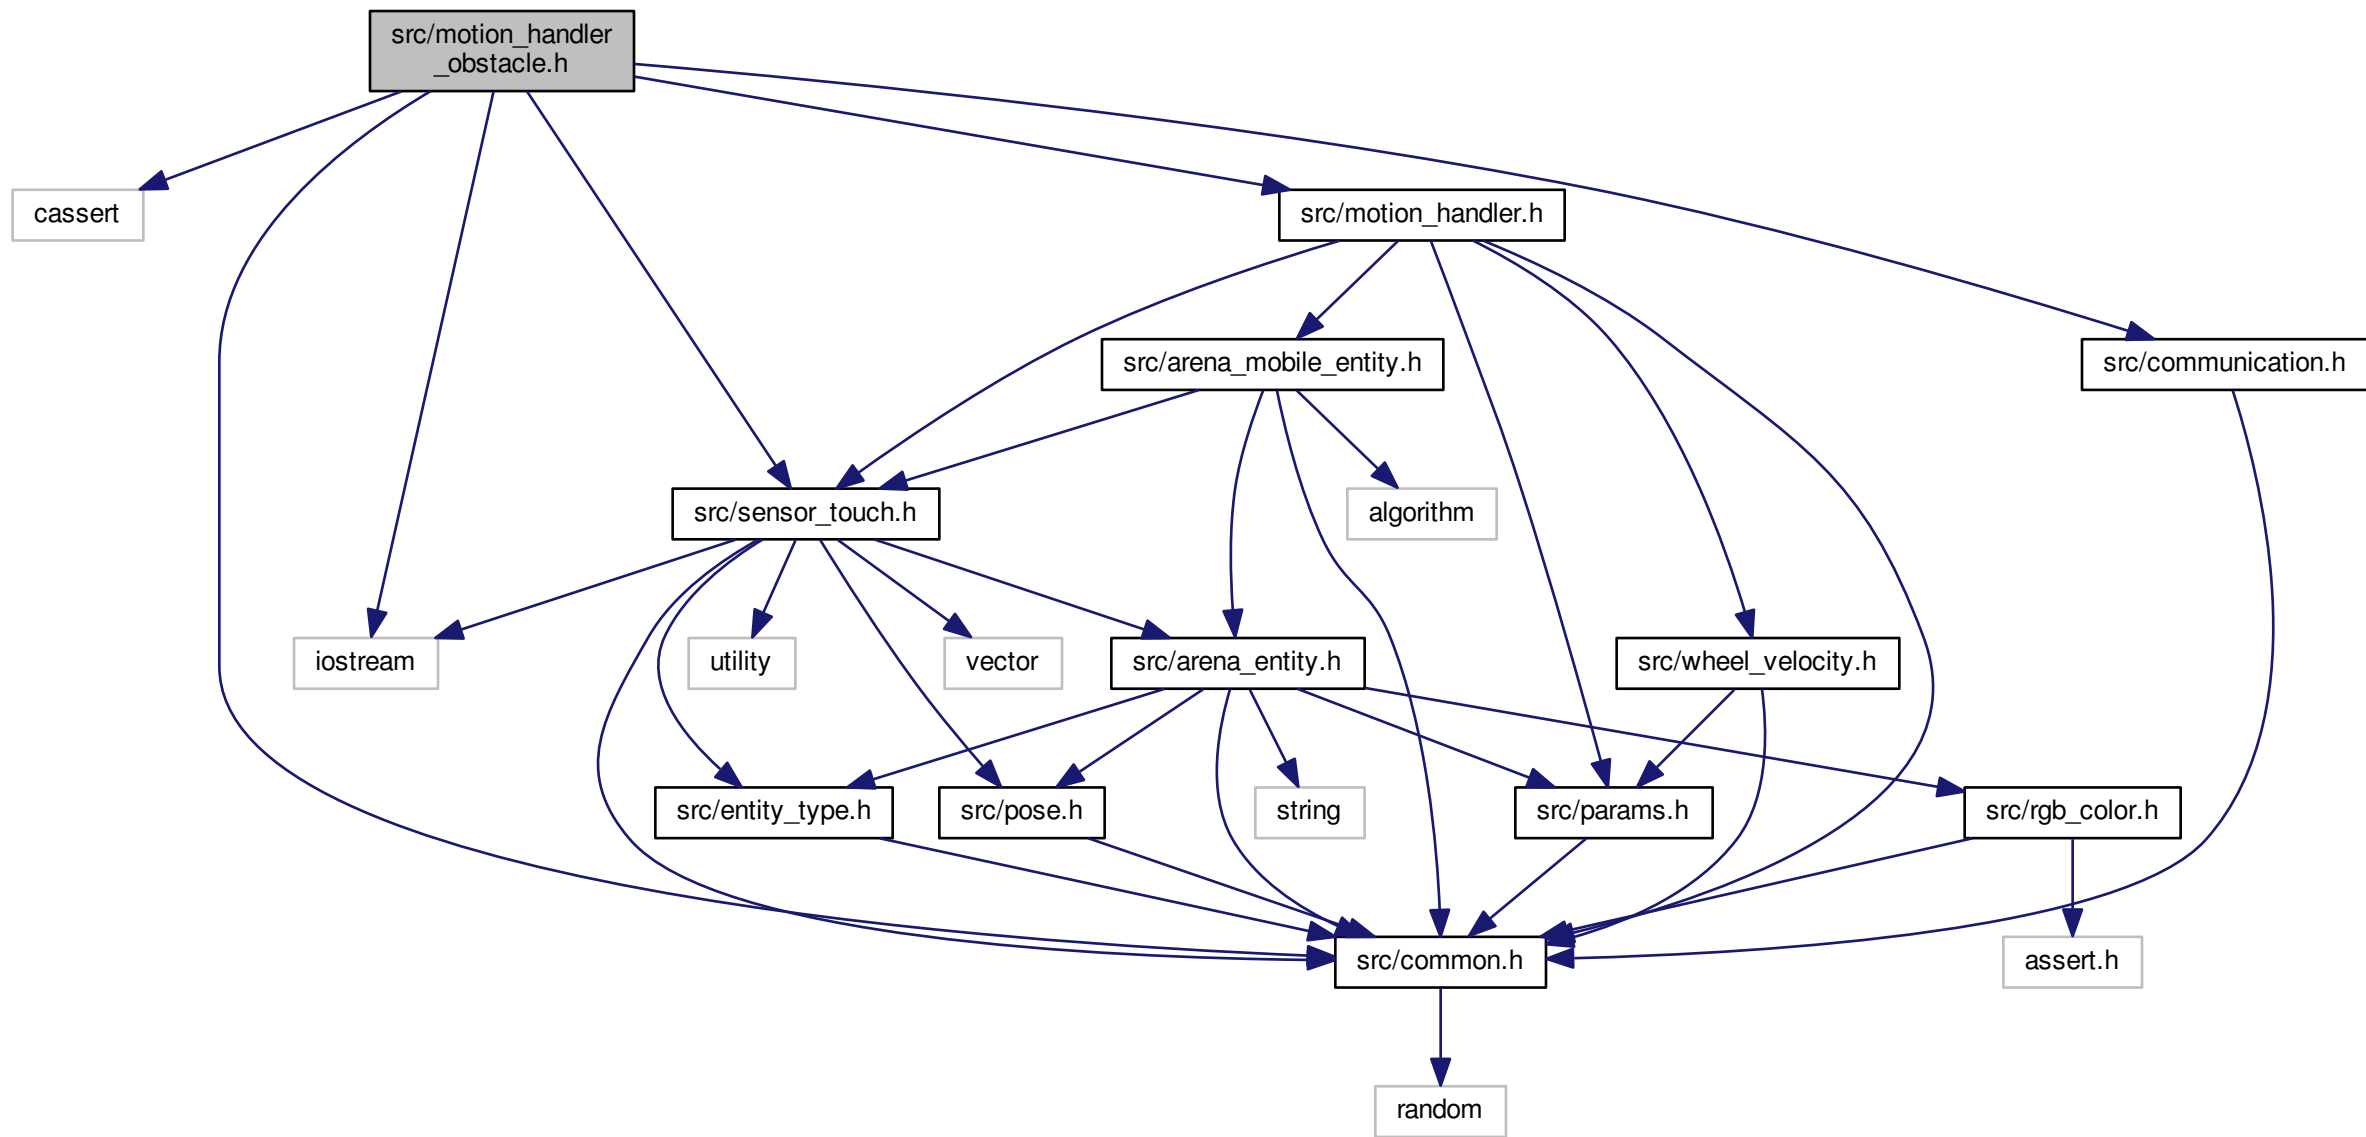 src/motion_handler
_obstacle.h
cassert
src/motion_handler.h
src/arena_mobile_entity.h
src/communication.h
src/sensor_touch.h
algorithm
iostream
utility
vector
src/arena_entity.h
src/wheel_velocity.h
src/entity_type.h
src/pose.h
string
src/params.h
src/rgb_color.h
src/common.h
assert.h
random